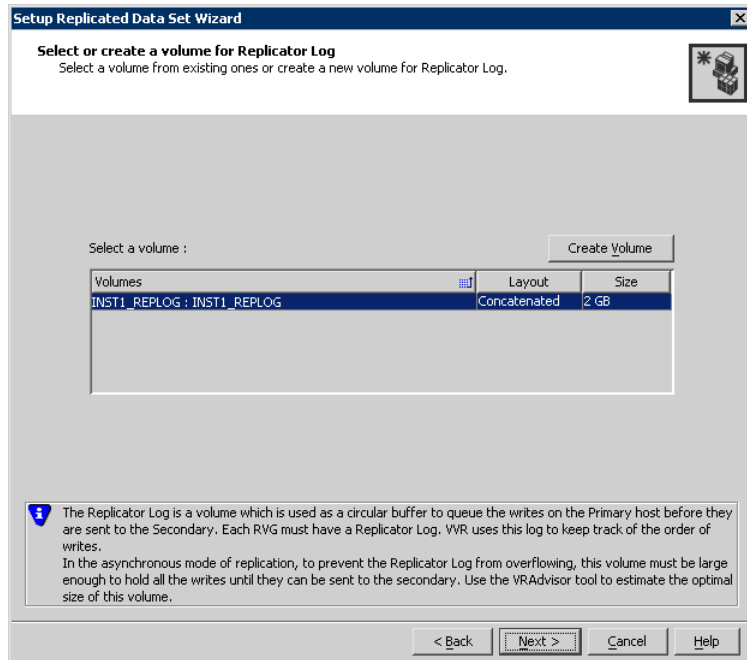 Setup Replicated Data Set Wizard
Select or create a volume for Replicator Log
Select a volume from existing ones or create a new volume for Replicator Log.
Select a volume :
Create Volume
Volumes Layout Size
INST1_REPLOG : INST1_REPLOG Concatenated 2 GB
The Replicator Log is a volume which is used as a circular buffer to queue the writes on the Primary host before they
are sent to the Secondary. Each RVG must have a Replicator Log. VVR uses this log to keep track of the order of
writes.
In the asynchronous mode of replication, to prevent the Replicator Log from overflowing, this volume must be large
enough to hold all the writes until they can be sent to the secondary. Use the VRAdvisor tool to estimate the optimal
size of this volume.
< Back Next > Cancel Help